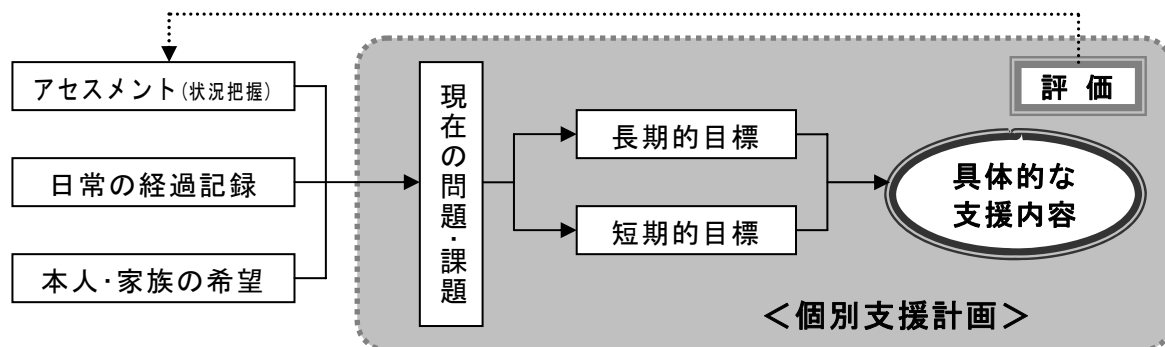 アセスメント(状況把握)
日常の経過記録
本人・家族の希望
現在の問題・課題
長期的目標
短期的目標
評価
具体的な
支援内容
＜個別支援計画＞